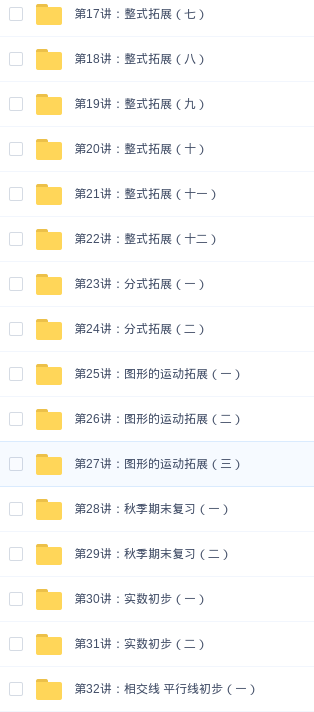 第17讲：整式拓展（七）
第18讲：整式拓展（八）
第19讲：整式拓展（九）
第20讲：整式拓展（十）
第21讲：整式拓展（十一）
第22讲：整式拓展（十二）
第23讲：分式拓展（一）
第24讲：分式拓展（二）
第25讲：图形的运动拓展（一）
第26讲：图形的运动拓展（二）
第27讲：图形的运动拓展（三）
第28讲：秋季期末复习（一）
第29讲：秋季期末复习（二）
第30讲：实数初步（一）
第31讲：实数初步（二）
第32讲：相交线 平行线初步（一）